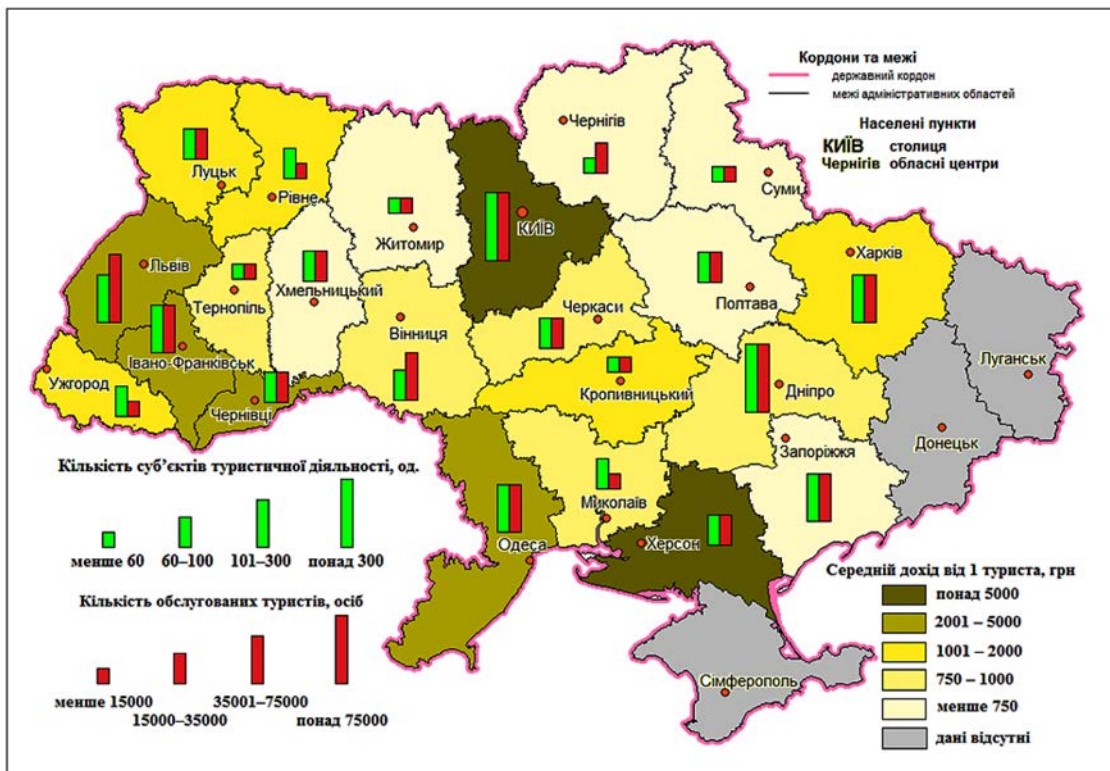 Кордони та межі
державний кордон
межі адміністративних областей
Населені пункти
КИЇВ столиця
Чернігів обласні центри
Чернігів
Луцьк
Рівне
Житомир
КИЇВ
Суми
Львів
Тернопіль
Хмельницький
Харків
Полтава
Черкаси
Вінниця
Івано-Франківськ
Ужгород
Чернівці
Кропивницький
Дніпро
Луганськ
Донецьк
Запоріжжя
Миколаїв
Одеса
Херсон
Сімферополь
Кількість суб’єктів туристичної діяльності, од.
менше 60
60–100
101–300
понад 300
Кількість обслугованих туристів, осіб
менше 15000
15000–35000
35001–75000
понад 75000
Середній дохід від 1 туриста, грн
понад 5000
2001 – 5000
1001 – 2000
750 – 1000
менше 750
дані відсутні